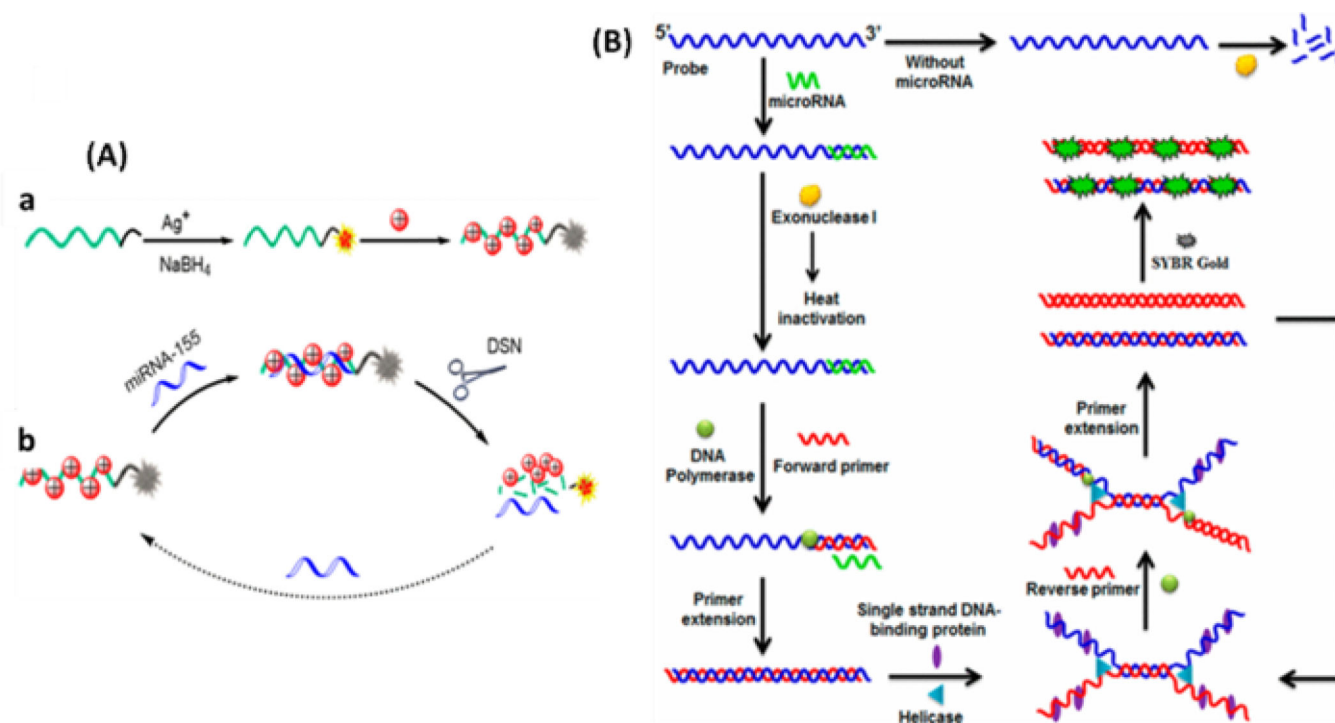 (A)
a
Ag+
NaBH4
miRNA-155
DSN
b
(B)
5'
3'
Probe
Without
microRNA
microRNA
Exonuclease I
Heat
inactivation
DNA
Polymerase
Forward primer
Primer
extension
Single strand DNA-
binding protein
Helicase
Reverse primer
Primer
extension
SYBR Gold